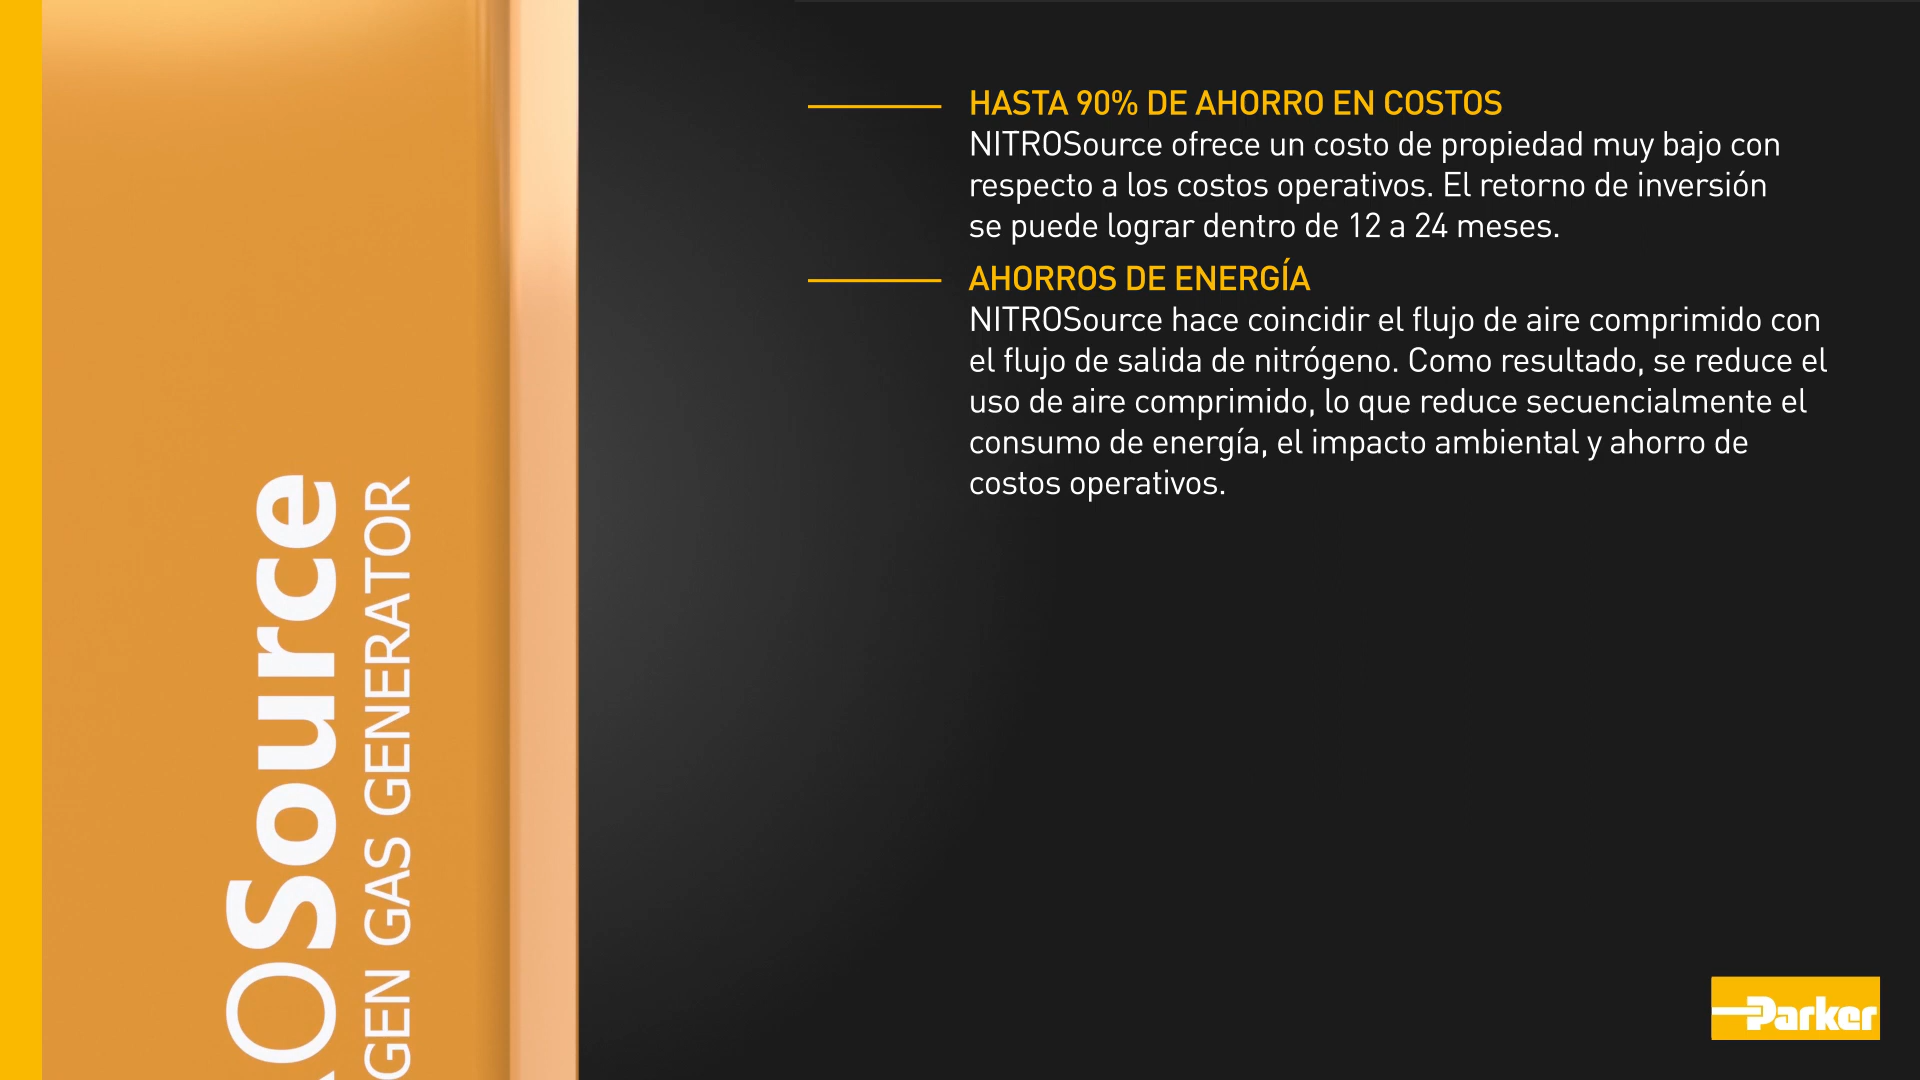 HASTA 90% DE AHORRO EN COSTOS
NITROSource ofrece un costo de propiedad muy bajo con
respecto a los costos operativos. El retorno de inversión
se puede lograr dentro de 12 a 24 meses.
AHORROS DE ENERGÍA
NITROSource hace coincidir el flujo de aire comprimido con
el flujo de salida de nitrógeno. Como resultado, se reduce el
uso de aire comprimido, lo que reduce secuencialmente el
consumo de energía, el impacto ambiental y ahorro de
costos operativos.
OSource
GEN GAS GENERATOR
Parker